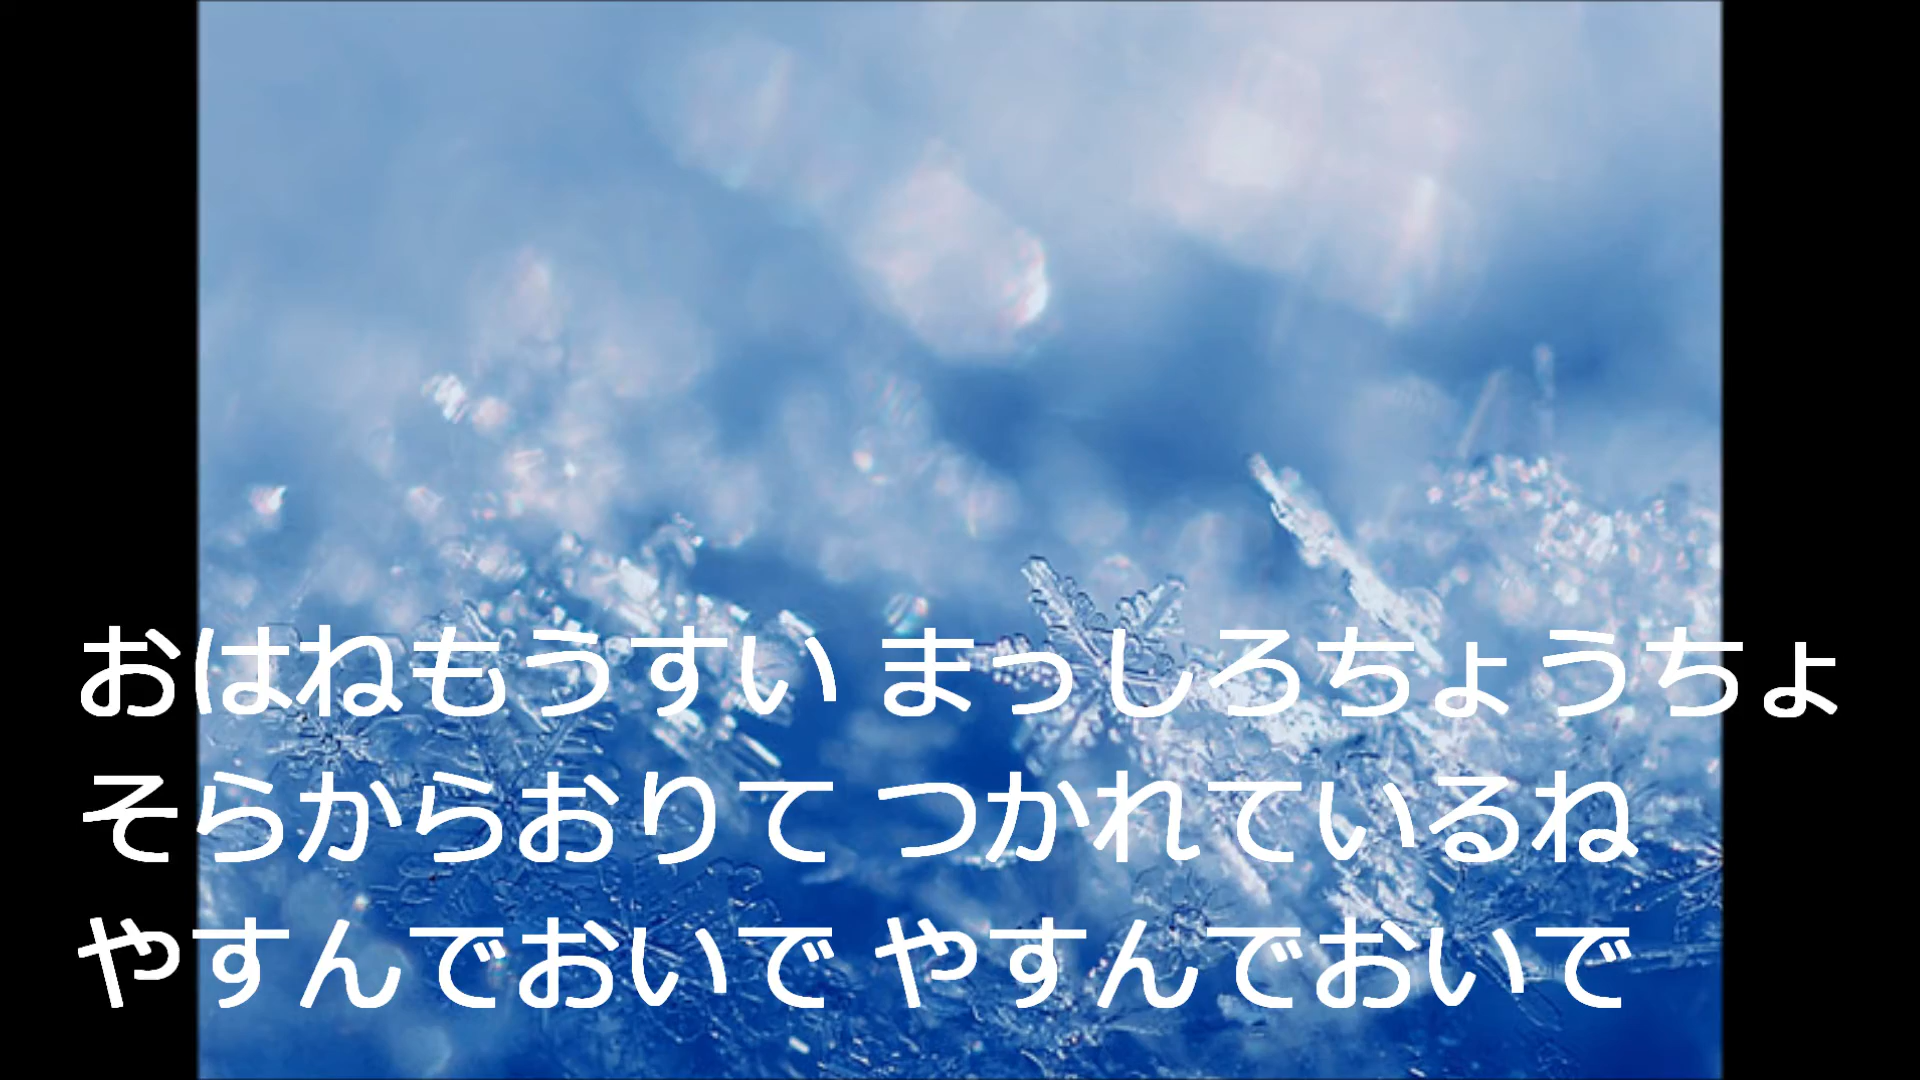 おはねもうすい まっしろちょうちょ
そらからおりて つかれているね
やすんでおいで やすんでおいで